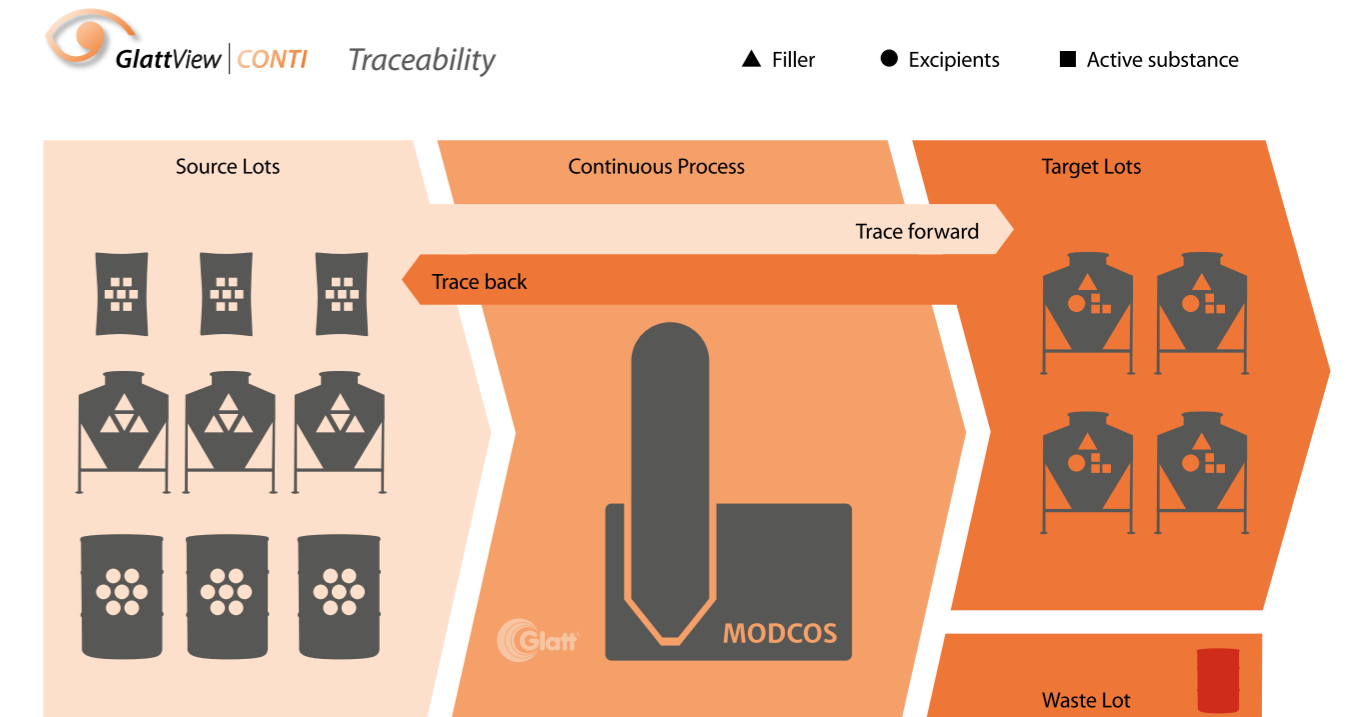 GlattView | CONTI Traceability
Filler
Excipients
Active substance
Source Lots
Continuous Process
Target Lots
Trace forward
Trace back
Glatt
MODCOS
Waste Lot